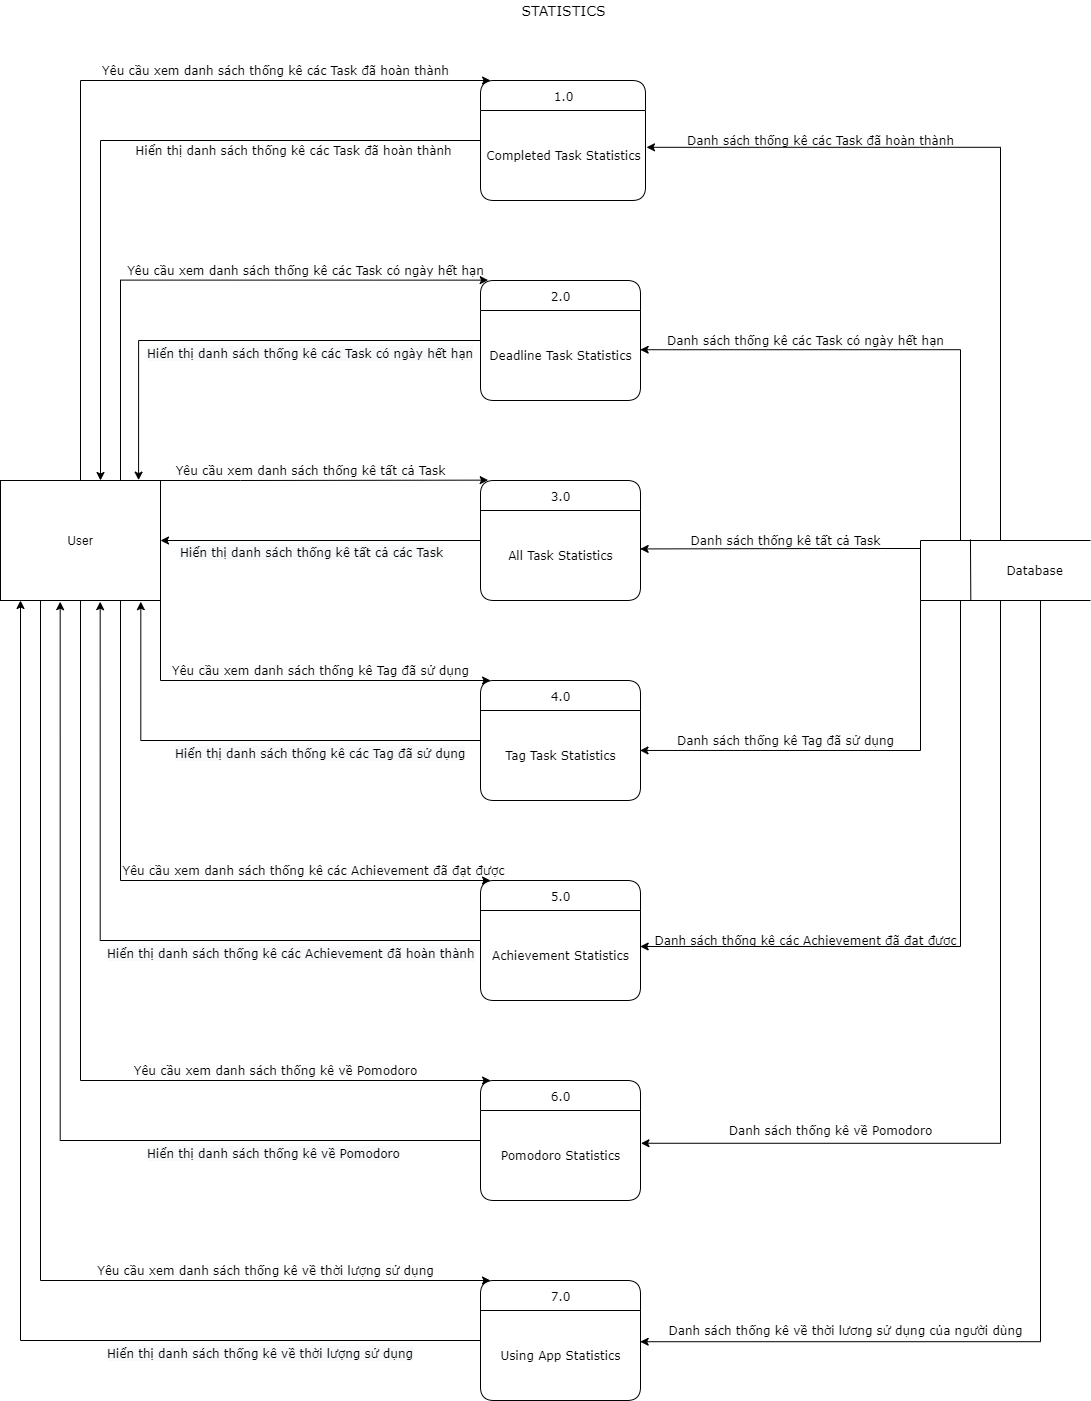 STATISTICS
Yêu cầu xem danh sách thống kê các Task đã hoàn thành
1.0
Danh sách thống kê các Task đã hoàn thành
Hiển thị danh sách thống kê các Task đã hoàn thành
Completed Task Statistics
Yêu cầu xem danh sách thống kê các Task có ngày hết hạn
2.0
Danh sách thống kê các Task có ngày hết hạn
Hiển thị danh sách thống kê các Task có ngày hết hạn
Deadline Task Statistics
Yêu cầu xem danh sách thống kê tất cả Task
3.0
User
Danh sách thống kê tất cả Task
Hiển thị danh sách thống kê tất cả các Task
All Task Statistics
Database
Yêu cầu xem danh sách thống kê Tag đã sử dụng
4.0
Danh sách thống kê Tag đã sử dụng
Hiển thị danh sách thống kê các Tag đã sử dụng
Tag Task Statistics
Yêu cầu xem danh sách thống kê các Achievement đã đạt được
5.0
Danh sách thống kê các Achievement đã đạt được
Hiển thị danh sách thống kê các Achievement đã hoàn thành
Achievement Statistics
Yêu cầu xem danh sách thống kê về Pomodoro
6.0
Danh sách thống kê về Pomodoro
Hiển thị danh sách thống kê về Pomodoro
Pomodoro Statistics
Yêu cầu xem danh sách thống kê về thời lượng sử dụng
7.0
Danh sách thống kê về thời lượng sử dụng của người dùng
Hiển thị danh sách thống kê về thời lượng sử dụng
Using App Statistics